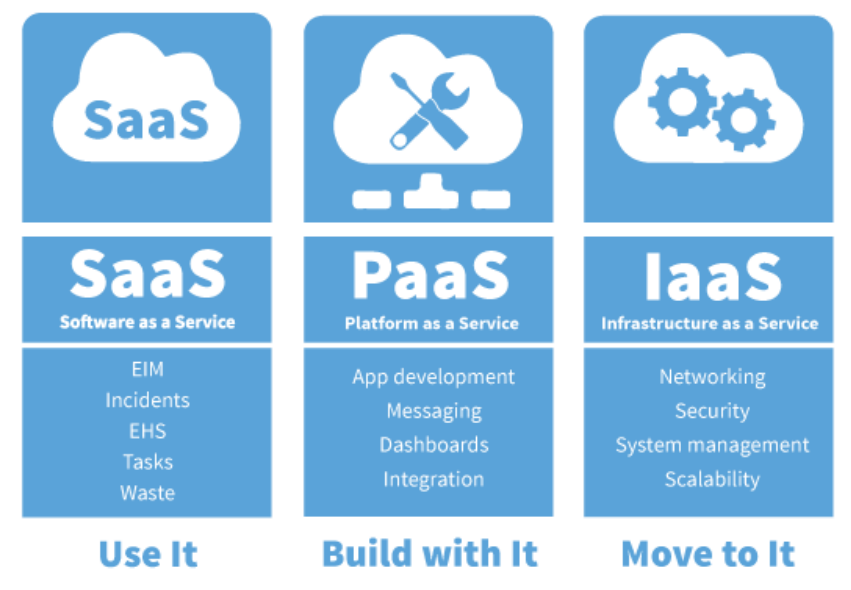 SaaS
SaaS
Software as a Service
EIM
Incidents
EHS
Tasks
Waste
Use It
PaaS
Platform as a Service
App development
Messaging
Dashboards
Integration
Build with It
IaaS
Infrastructure as a Service
Networking
Security
System management
Scalability
Move to It